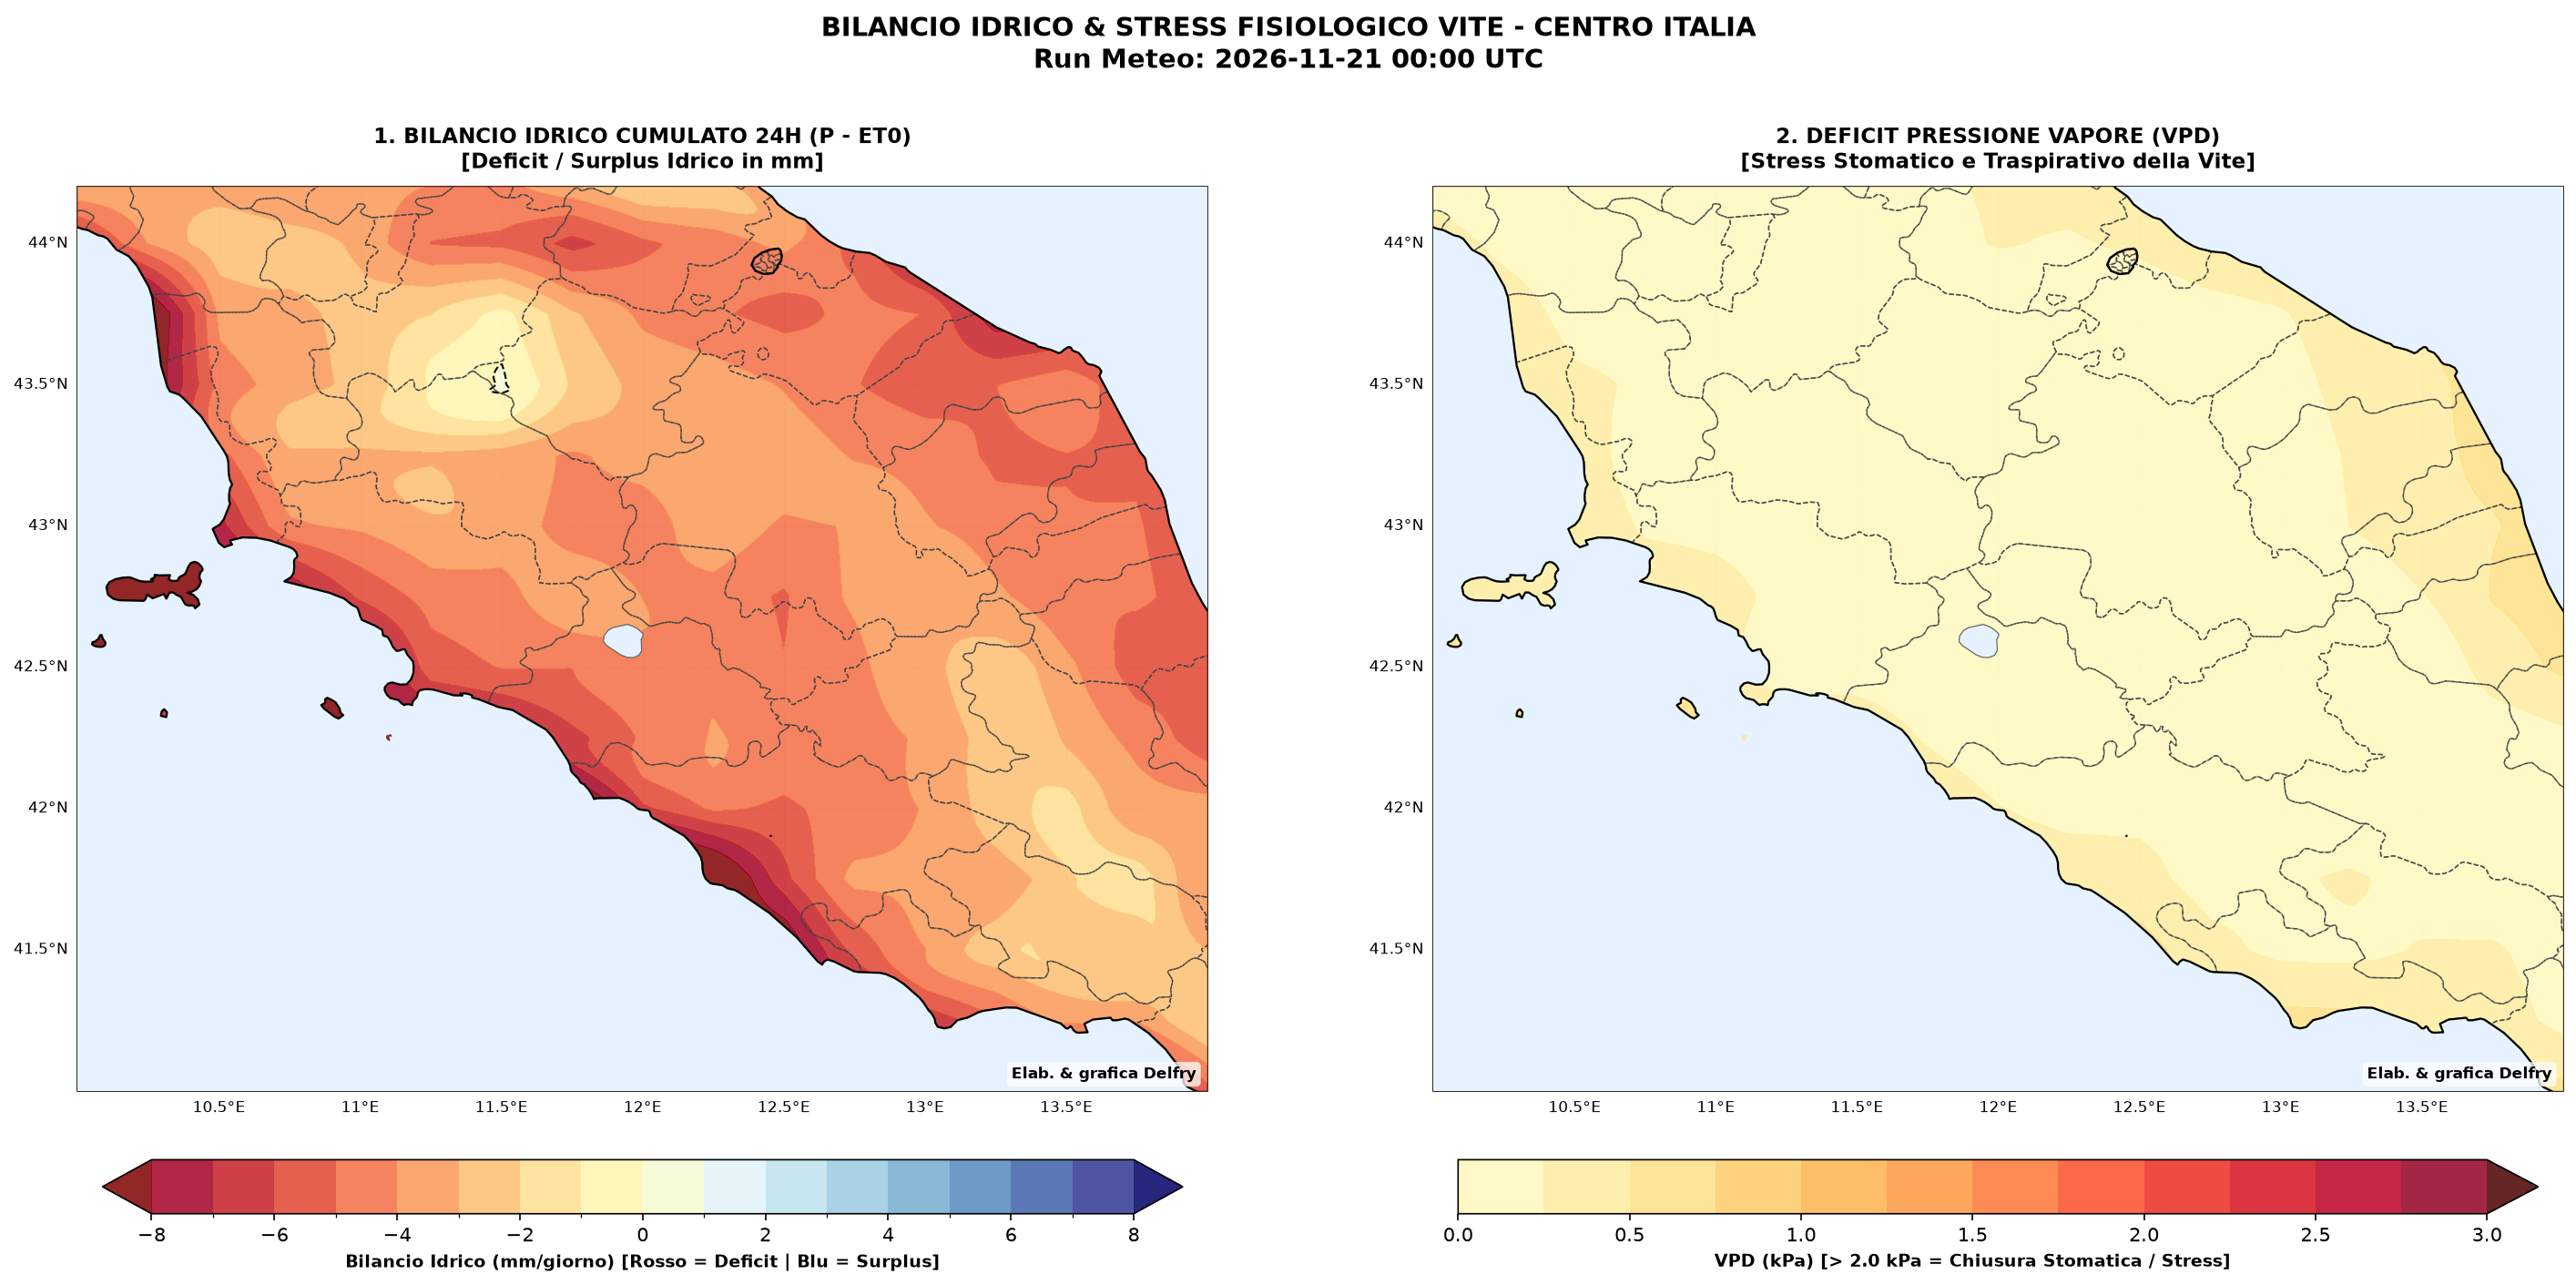 BILANCIO IDRICO & STRESS FISIOLOGICO VITE - CENTRO ITALIA
Run Meteo: 2026-11-21 00:00 UTC
1. BILANCIO IDRICO CUMULATO 24H (P - ET0)
[Deficit / Surplus Idrico in mm]
44°N
43.5°N
43°N
42.5°N
42°N
41.5°N
Elab. & grafica Delfry
10.5°E 11°E 11.5°E 12°E 12.5°E 13°E 13.5°E
−8 −6 −4 −2 0 2 4 6 8
Bilancio Idrico (mm/giorno) [Rosso = Deficit | Blu = Surplus]
2. DEFICIT PRESSIONE VAPORE (VPD)
[Stress Stomatico e Traspirativo della Vite]
44°N
43.5°N
43°N
42.5°N
42°N
41.5°N
Elab. & grafica Delfry
10.5°E 11°E 11.5°E 12°E 12.5°E 13°E 13.5°E
0.0 0.5 1.0 1.5 2.0 2.5 3.0
VPD (kPa) [> 2.0 kPa = Chiusura Stomatica / Stress]